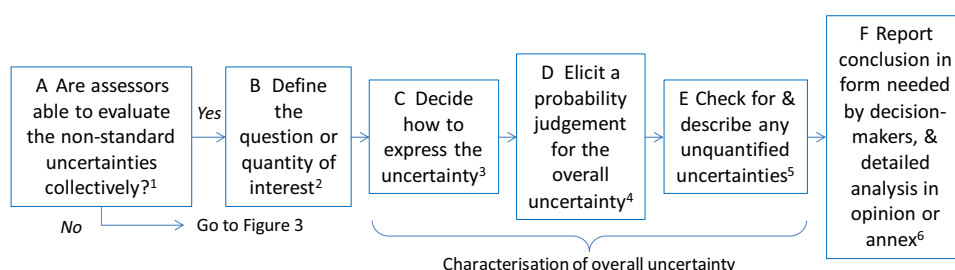 A Are assessors
able to evaluate
the non-standard
uncertainties
collectively?¹
Yes
No
Go to Figure 3
B Define
the
question or
quantity of
interest²
C Decide
how to
express the
uncertainty³
D Elicit a
probability
judgement
for the
overall
uncertainty⁴
E Check for &
describe any
unquantified
uncertainties⁵
F Report
conclusion in
form needed
by decision-
makers, &
detailed
analysis in
opinion or
annex⁶
Characterisation of overall uncertainty